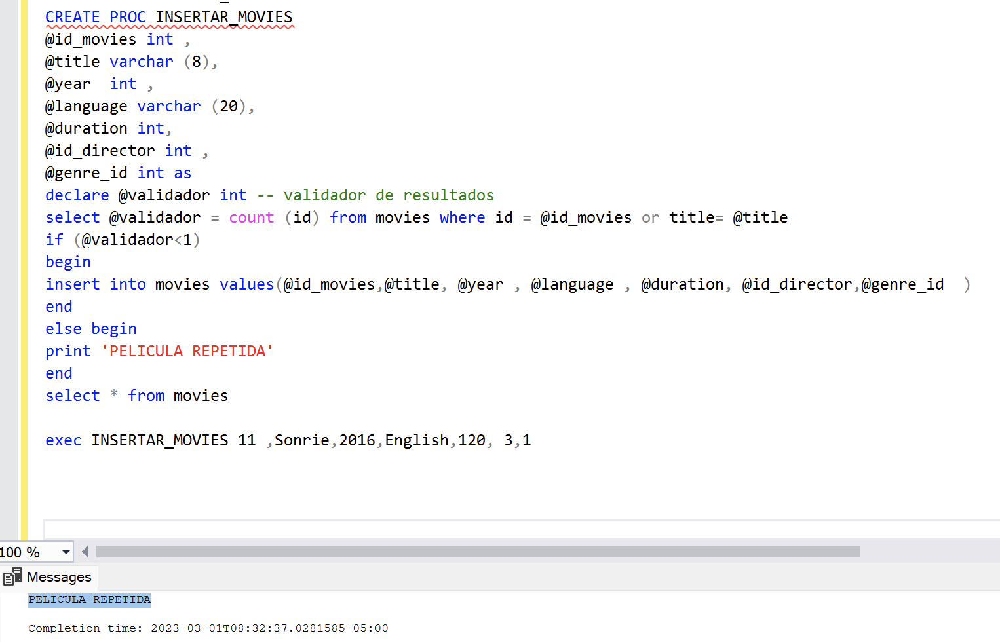 CREATE PROC INSERTAR_MOVIES
@id_movies int ,
@title varchar (8),
@year  int ,
@language varchar (20),
@duration int,
@id_director int ,
@genre_id int as
declare @validador int -- validador de resultados
select @validador = count (id) from movies where id = @id_movies or title= @title
if (@validador<1)
begin
insert into movies values(@id_movies,@title, @year , @language , @duration, @id_director,@genre_id  )
end
else begin
print 'PELICULA REPETIDA'
end
select * from movies
exec INSERTAR_MOVIES 11 ,Sonrie,2016,English,120, 3,1
100 %
Messages
PELICULA REPETIDA
Completion time: 2023-03-01T08:32:37.0281585-05:00